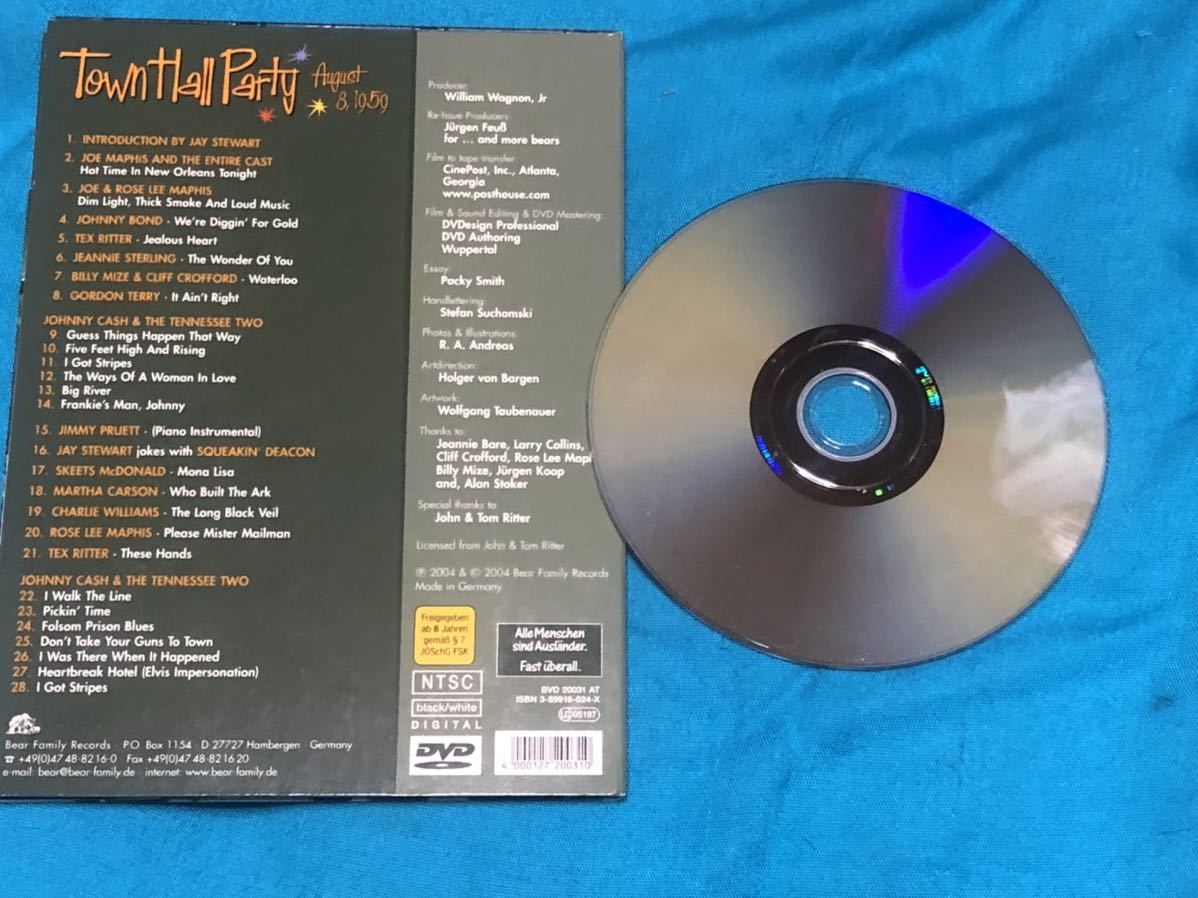 Town Hall Party August
8, 1959
1. INTRODUCTION BY JAY STEWART
2. JOE MAPHIS AND THE ENTIRE CAST
Hot Time In New Orleans Tonight
3. JOE & ROSE LEE MAPHIS
Dim Light, Thick Smoke And Loud Music
4. JOHNNY BOND · We're Diggin' For Gold
5. TEX RITTER · Jealous Heart
6. JEANNIE STERLING · The Wonder Of You
7. BILLY MIZE & CLIFF CROFFORD · Waterloo
8. GORDON TERRY · It Ain't Right
JOHNNY CASH & THE TENNESSEE TWO
9. Guess Things Happen That Way
10. Five Feet High And Rising
11. I Got Stripes
12. The Ways Of A Woman In Love
13. Big River
14. Frankie's Man, Johnny
15. JIMMY PRUETT · (Piano Instrumental)
16. JAY STEWART jokes with SQUEAKIN' DEACON
17. SKEETS McDONALD · Mona Lisa
18. MARTHA CARSON · Who Built The Ark
19. CHARLIE WILLIAMS · The Long Black Veil
20. ROSE LEE MAPHIS · Please Mister Mailman
21. TEX RITTER · These Hands
JOHNNY CASH & THE TENNESSEE TWO
22. I Walk The Line
23. Pickin' Time
24. Folsom Prison Blues
25. Don't Take Your Guns To Town
26. I Was There When It Happened
27. Heartbreak Hotel (Elvis Impersonation)
28. I Got Stripes
Bear Family Records · PO Box 1154 · D 27727 Hambergen · Germany
☎ +49(0)47 48-82 16-0 Fax +49(0)47 48-82 16 20
e-mail: bear@bear-family.de internet: www.bear-family.de
Producer:
William Wagnon, Jr
Re-Issue Producers:
Jürgen Feuß
for ... and more bears
Film to tape transfer:
CinePost, Inc., Atlanta,
Georgia
www.posthouse.com
Film & Sound Editing & DVD Mastering:
DVDesign Professional
DVD Authoring
Wuppertal
Essay:
Packy Smith
Handlettering:
Stefan Suchomski
Photos & Illustrations:
R. A. Andreas
Artdirection:
Holger von Bargen
Artwork:
Wolfgang Taubenauer
Thanks to:
Jeannie Bare, Larry Collins,
Cliff Crofford, Rose Lee Maph
Billy Mize, Jürgen Koop
and, Alan Stoker
Special thanks to:
John & Tom Ritter
Licensed from John & Tom Ritter
℗ 2004 & © 2004 Bear Family Records
Made in Germany
Freigegeben
ab 6 Jahren
gemäß § 7
JÖSchG FSK
Alle Menschen
sind Ausländer.
Fast überall.
NTSC
black/white
DIGITAL
DVD
BVD 20031 AT
ISBN 3-89916-024-X
LC 05197
4 000127 200310